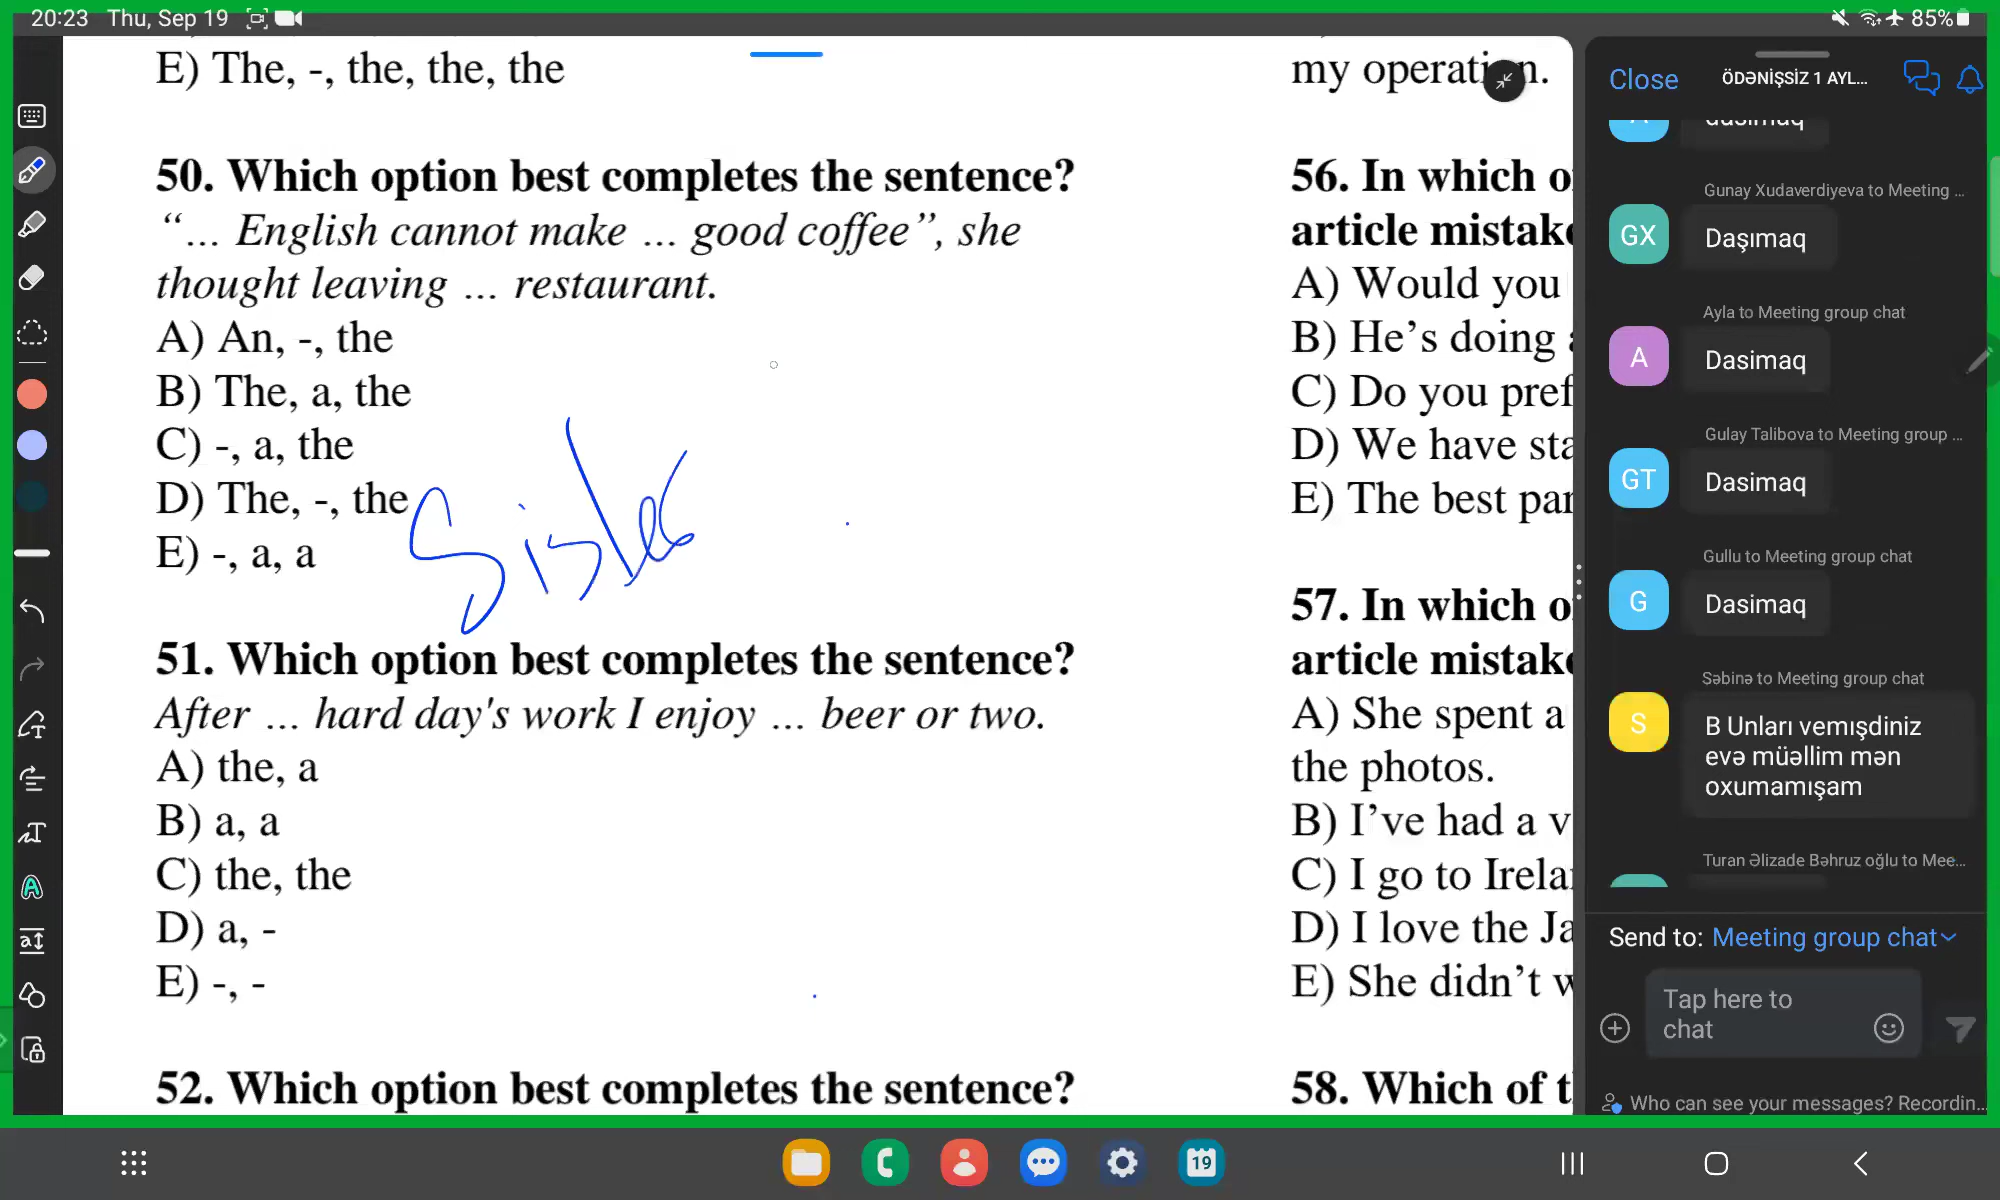 20:23 Thu, Sep 19
85%
E) The, -, the, the, the
50. Which option best completes the sentence?
“... English cannot make ... good coffee”, she
thought leaving ... restaurant.
A) An, -, the
B) The, a, the
C) -, a, the
D) The, -, the
E) -, a, a
51. Which option best completes the sentence?
After ... hard day's work I enjoy ... beer or two.
A) the, a
B) a, a
C) the, the
D) a, -
E) -, -
52. Which option best completes the sentence?
my operation.
56. In which o
article mistake
A) Would you
B) He’s doing
C) Do you pref
D) We have sta
E) The best par
57. In which o
article mistake
A) She spent a
the photos.
B) I’ve had a v
C) I go to Irela
D) I love the Ja
E) She didn’t w
58. Which of t
Close
ÖDƏNİŞSİZ 1 AYL...
dasimaq
Gunay Xudaverdiyeva to Meeting ...
GX
Daşımaq
Ayla to Meeting group chat
A
Dasimaq
Gulay Talibova to Meeting group ...
GT
Dasimaq
Gullu to Meeting group chat
G
Dasimaq
Səbinə to Meeting group chat
S
B Unları vemışdiniz
evə müəllim mən
oxumamışam
Turan Əlizade Bəhruz oğlu to Mee...
Send to: Meeting group chat
Tap here to
chat
Who can see your messages? Recordin...
19